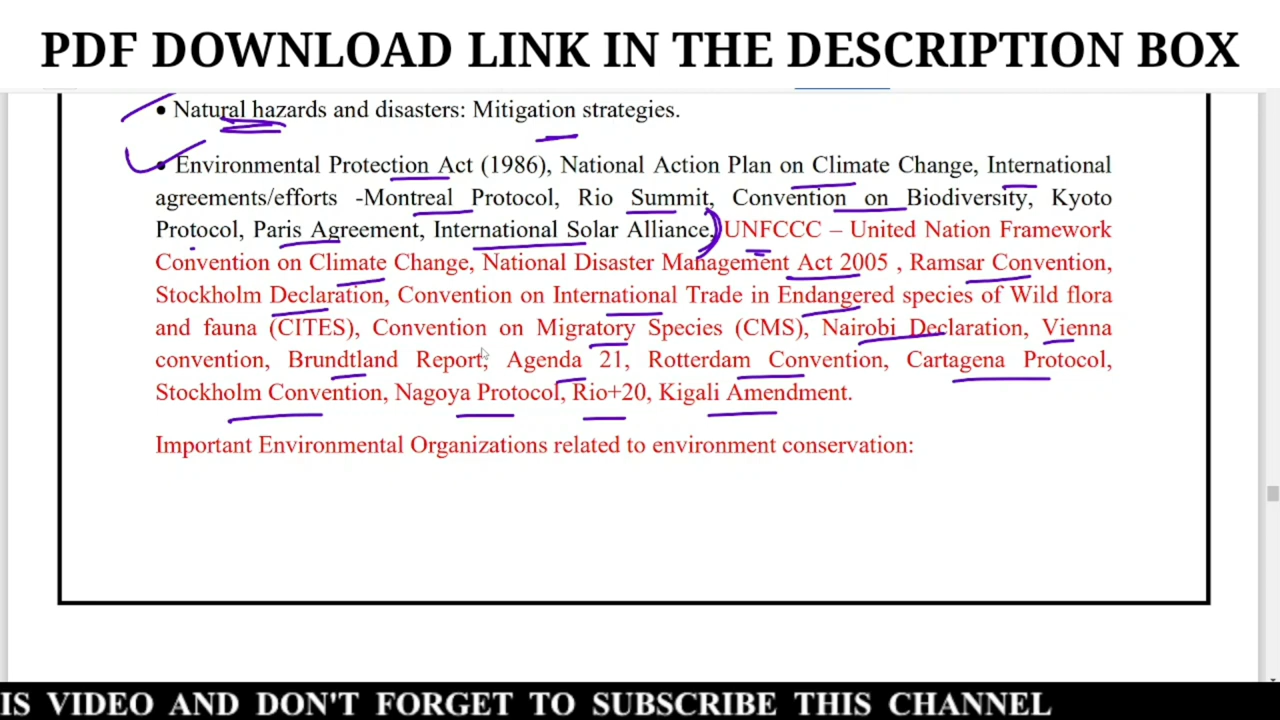 PDF DOWNLOAD LINK IN THE DESCRIPTION BOX
• Natural hazards and disasters: Mitigation strategies.
• Environmental Protection Act (1986), National Action Plan on Climate Change, International
agreements/efforts -Montreal Protocol, Rio Summit, Convention on Biodiversity, Kyoto
Protocol, Paris Agreement, International Solar Alliance. UNFCCC – United Nation Framework
Convention on Climate Change, National Disaster Management Act 2005 , Ramsar Convention,
Stockholm Declaration, Convention on International Trade in Endangered species of Wild flora
and fauna (CITES), Convention on Migratory Species (CMS), Nairobi Declaration, Vienna
convention, Brundtland Report, Agenda 21, Rotterdam Convention, Cartagena Protocol,
Stockholm Convention, Nagoya Protocol, Rio+20, Kigali Amendment.
Important Environmental Organizations related to environment conservation:
IS VIDEO AND DON'T FORGET TO SUBSCRIBE THIS CHANNEL